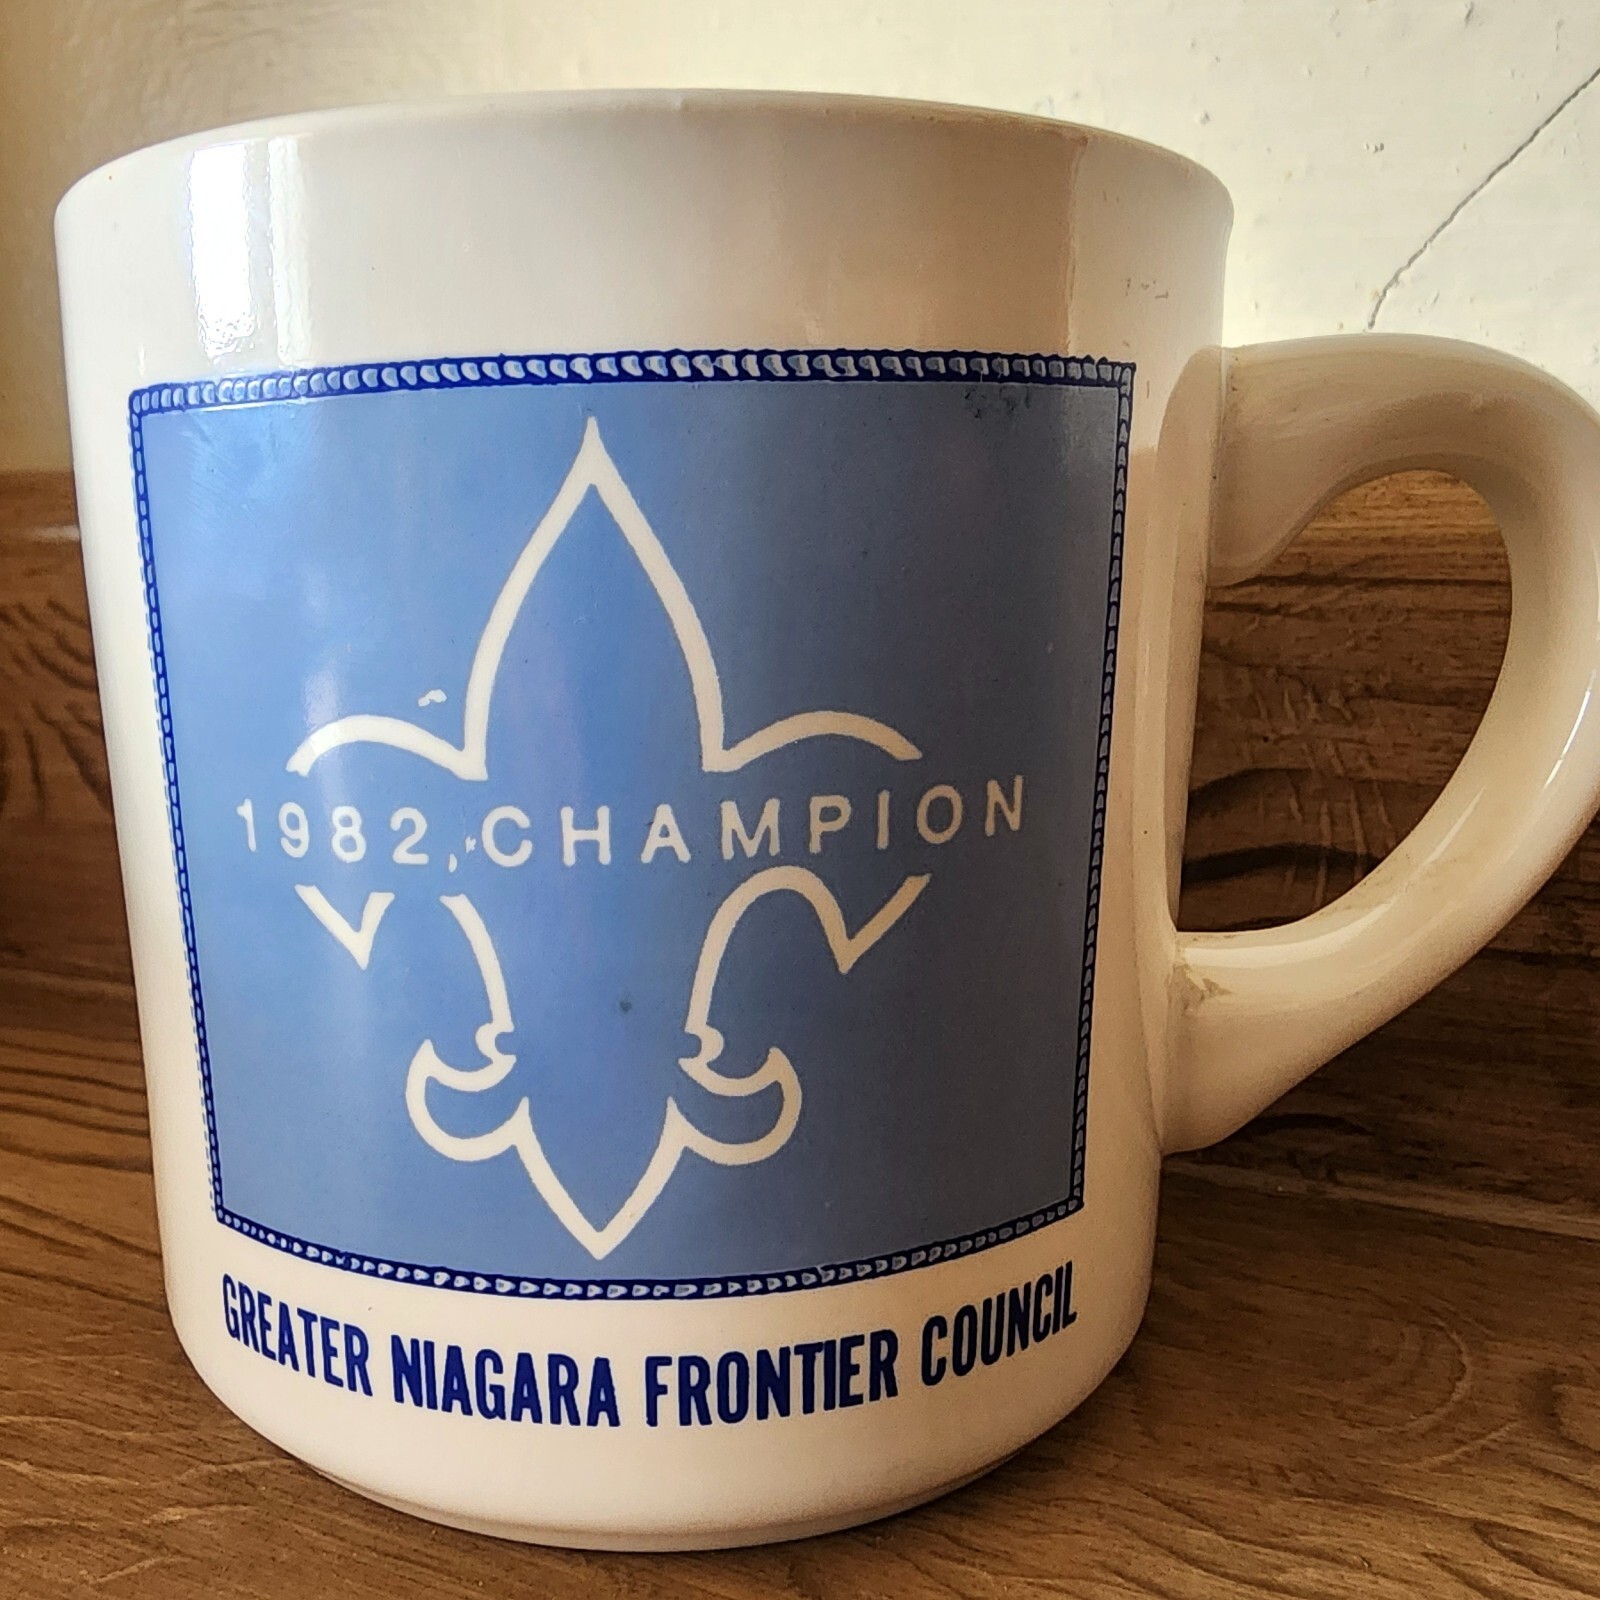 1982 CHAMPION
GREATER NIAGARA FRONTIER COUNCIL